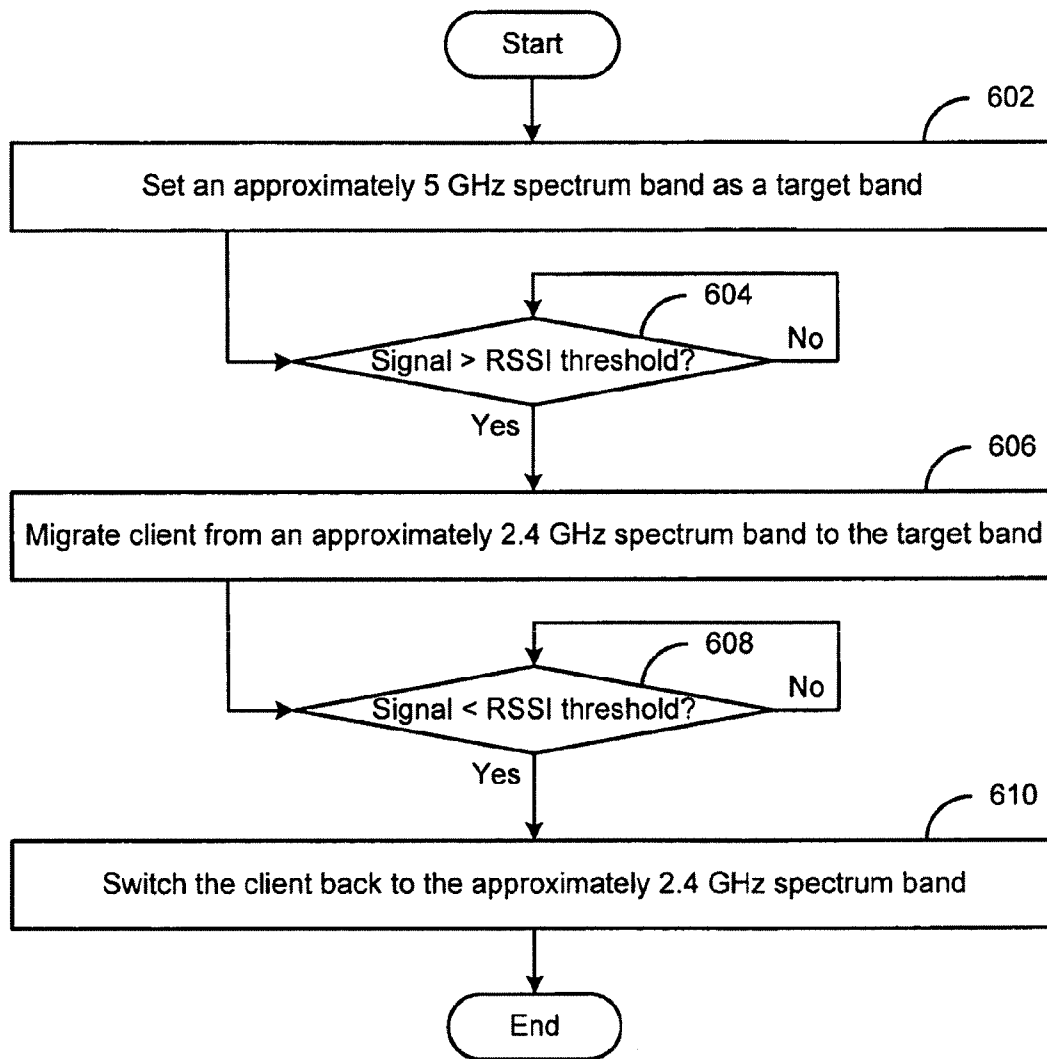 Start
602
Set an approximately 5 GHz spectrum band as a target band
604
Signal > RSSI threshold?
No
Yes
606
Migrate client from an approximately 2.4 GHz spectrum band to the target band
608
Signal < RSSI threshold?
No
Yes
610
Switch the client back to the approximately 2.4 GHz spectrum band
End